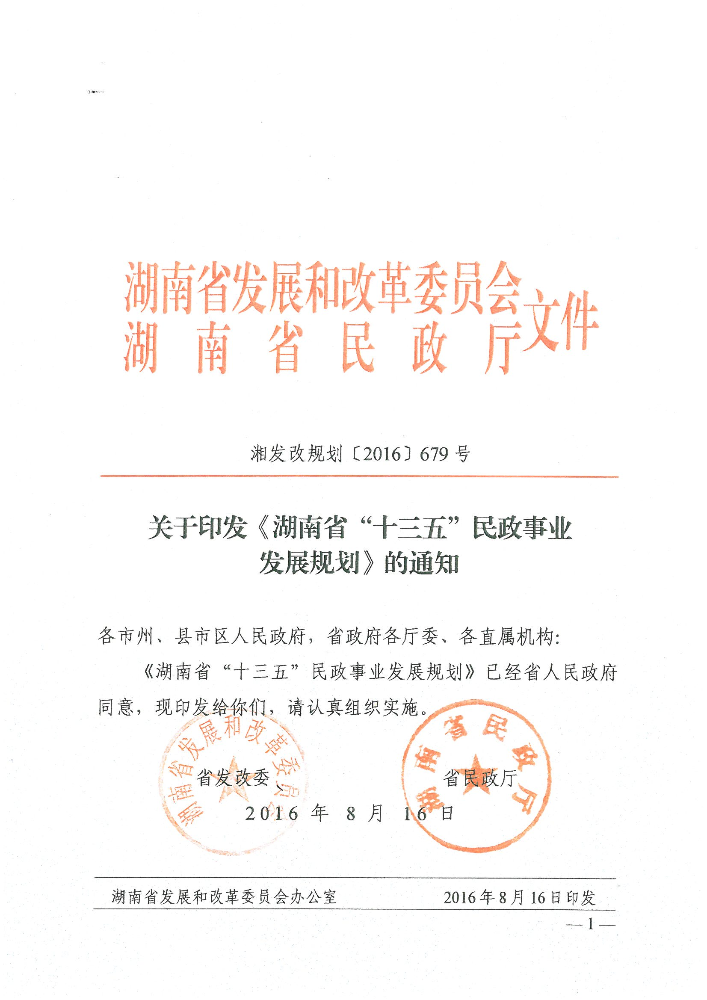 湖南省发展和改革委员会
湖南省民政厅
文件
湘发改规划〔2016〕679号
关于印发《湖南省“十三五”民政事业
发展规划》的通知
各市州、县市区人民政府，省政府各厅委、各直属机构:
《湖南省“十三五”民政事业发展规划》已经省人民政府
同意，现印发给你们，请认真组织实施。
湖南省发展和改革委员会
湖南省民政厅
省发改委
省民政厅
2016年8月16日
湖南省发展和改革委员会办公室 2016年8月16日印发
—1—